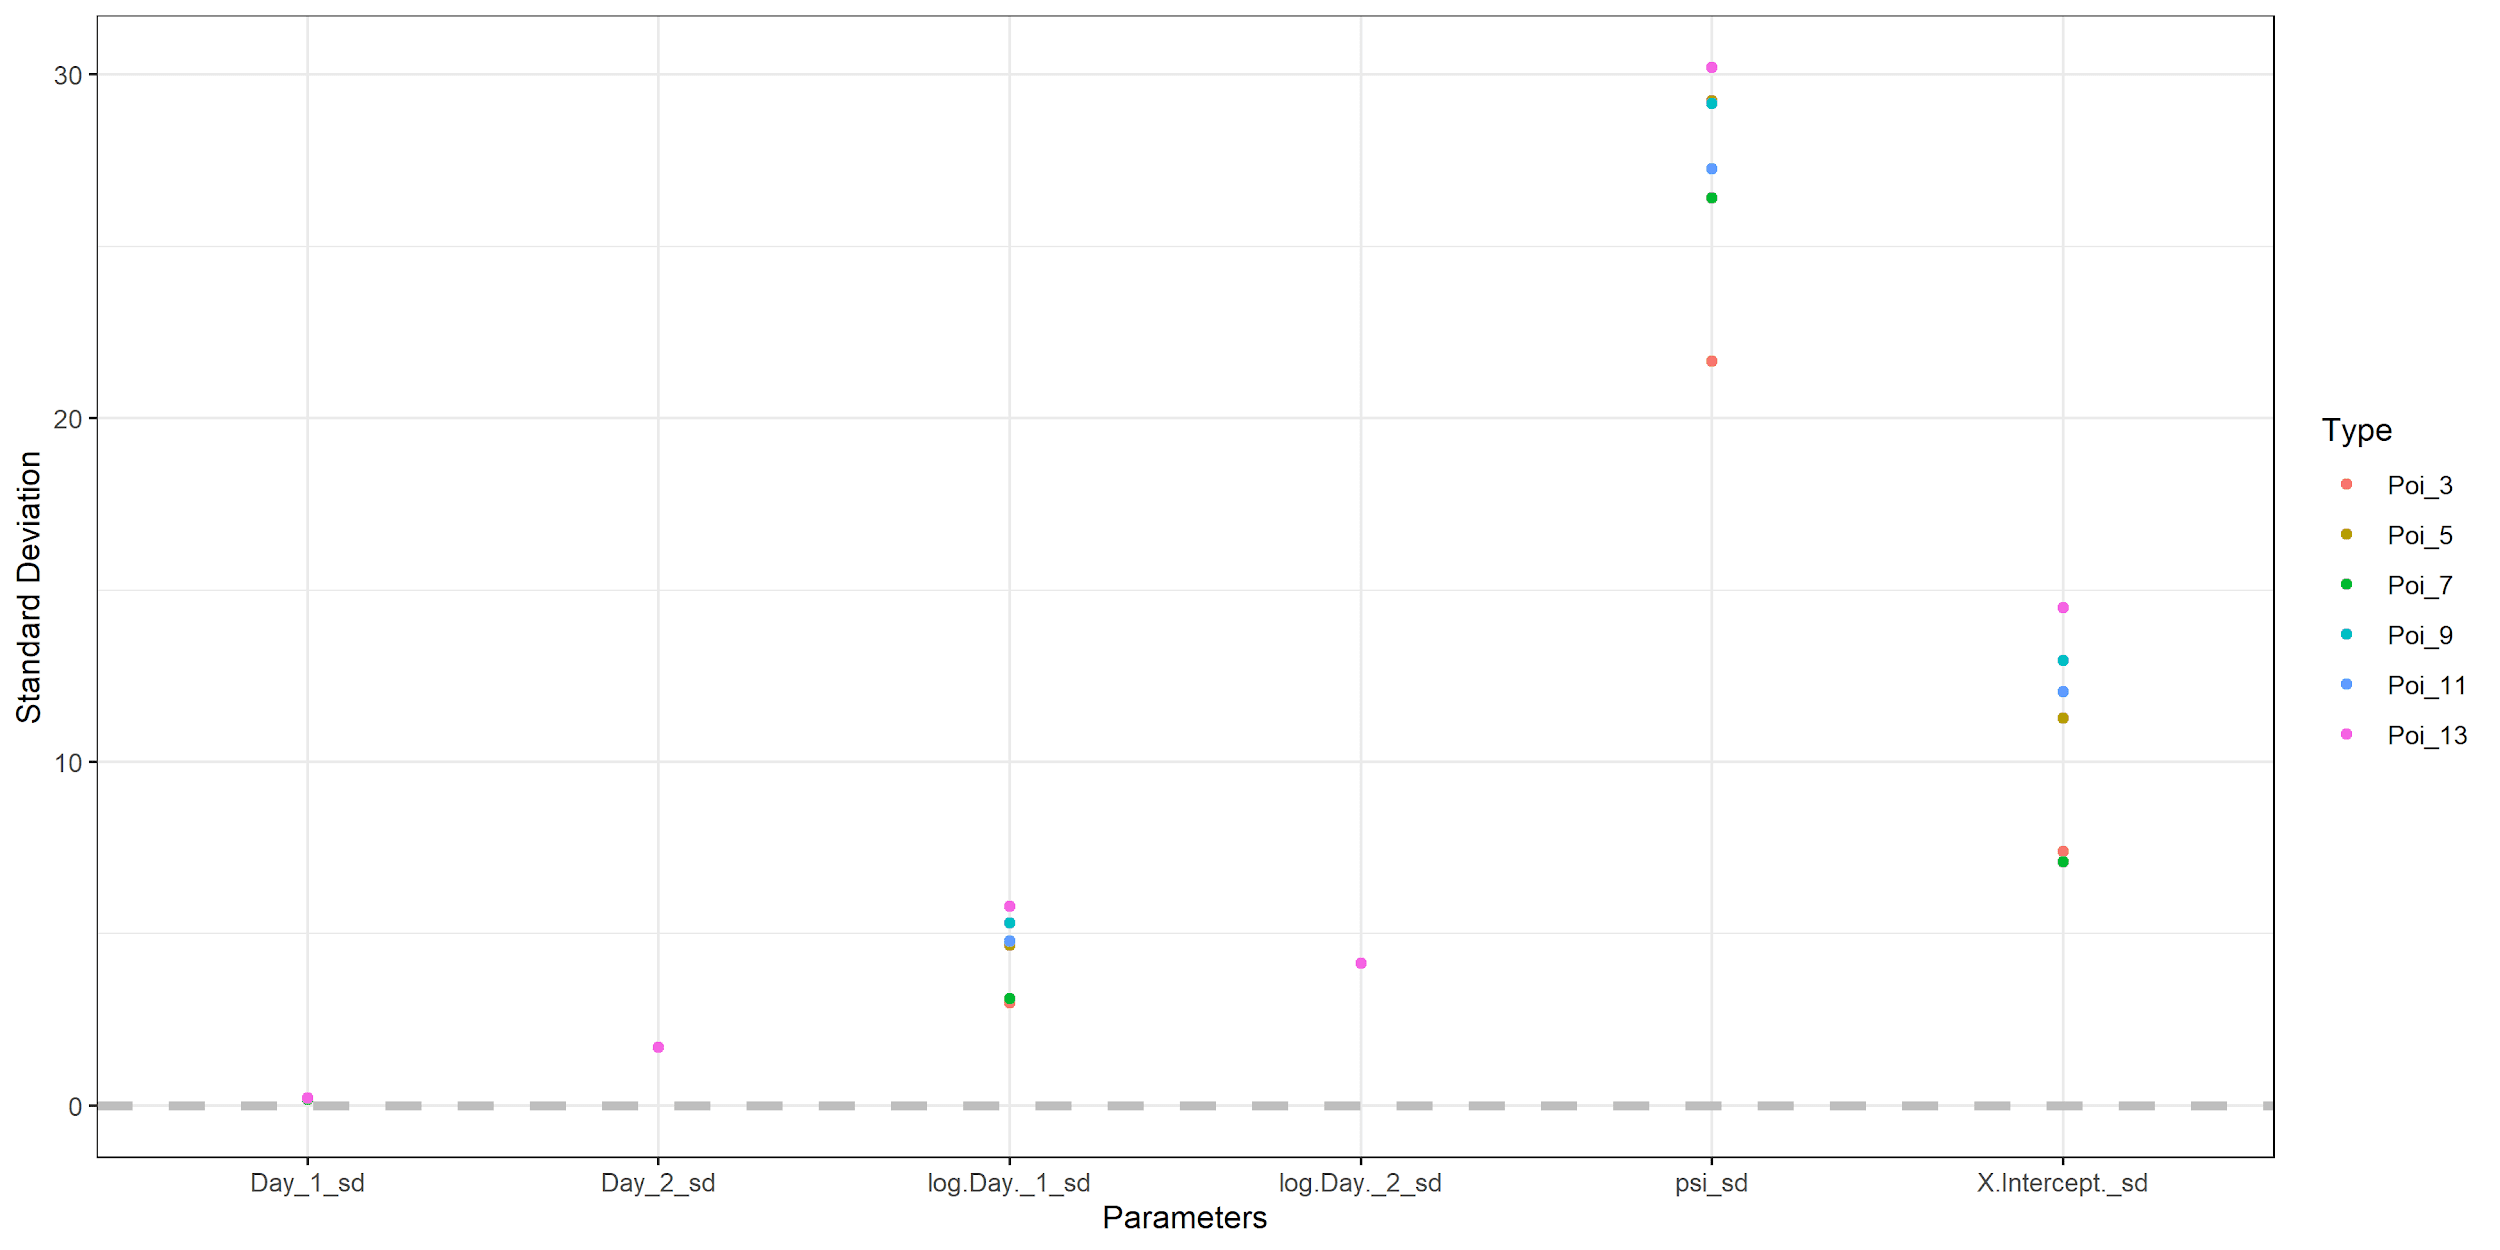 Standard Deviation
30
20
10
0
Day_1_sd
Day_2_sd
log.Day._1_sd
log.Day._2_sd
psi_sd
X.Intercept._sd
Parameters
Type
Poi_3
Poi_5
Poi_7
Poi_9
Poi_11
Poi_13